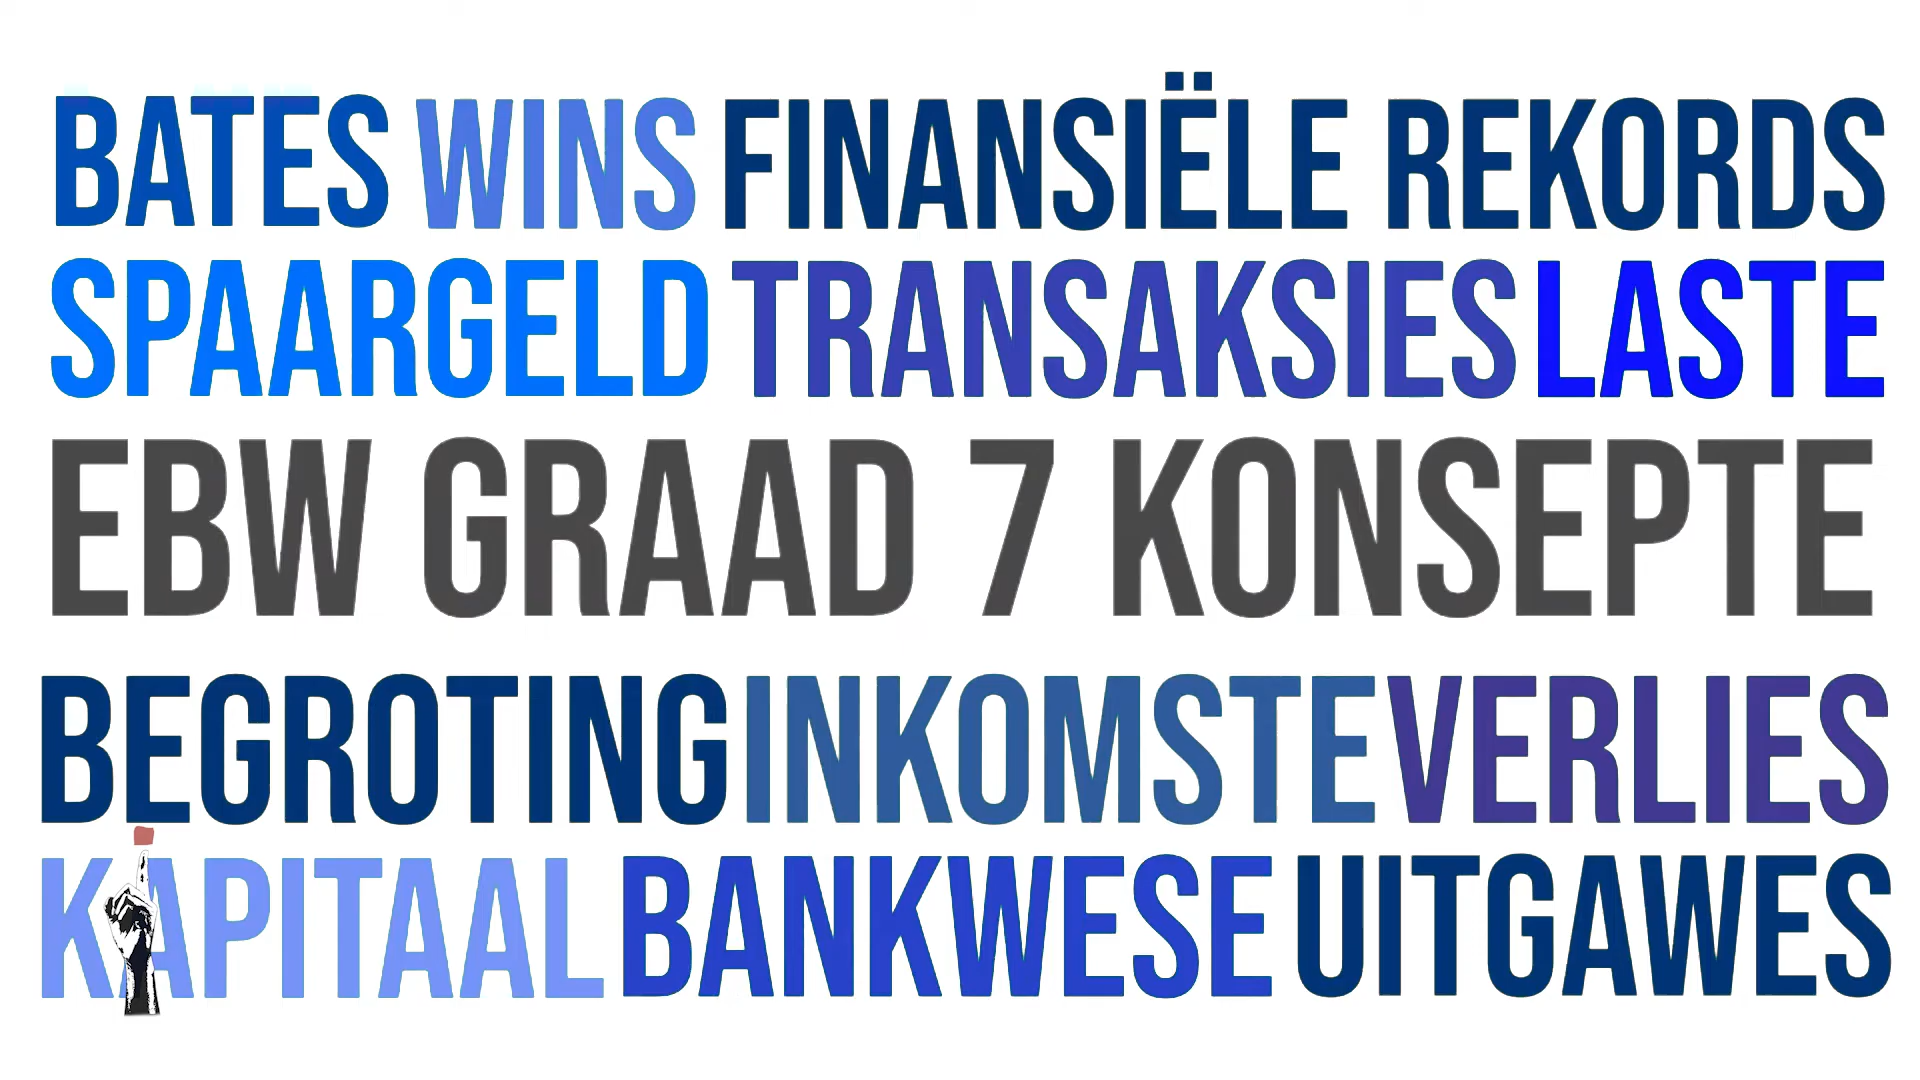 BATES WINS FINANSIËLE REKORDS
SPAARGELD TRANSAKSIES LASTE
EBW GRAAD 7 KONSEPTE
BEGROTING INKOMSTE VERLIES
KAPITAAL BANKWESE UITGAWES